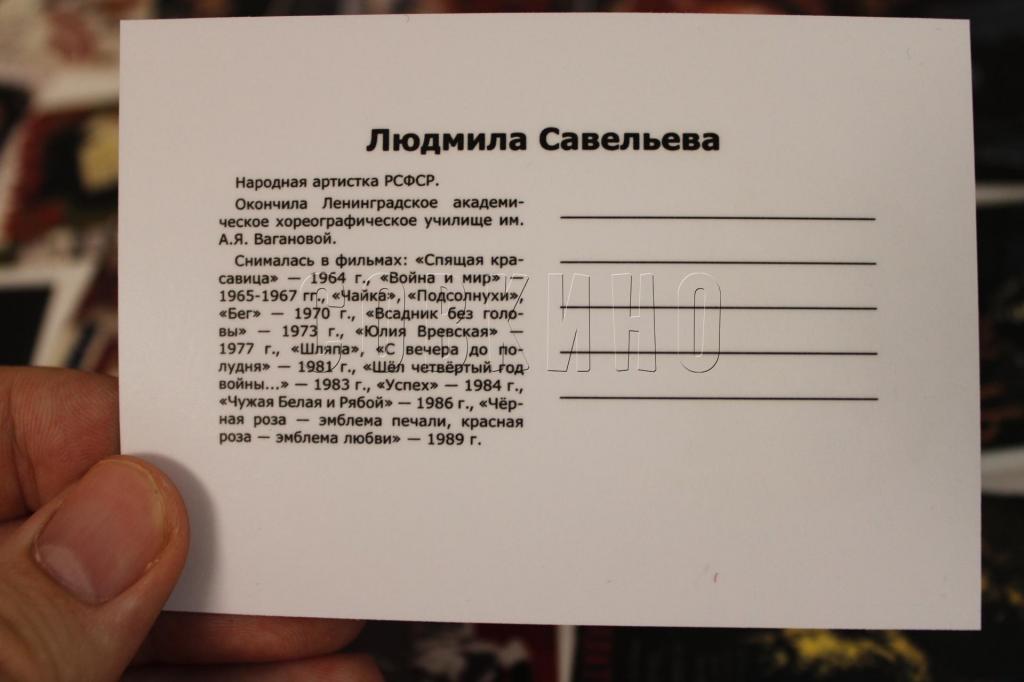 Людмила Савельева
Народная артистка РСФСР.
Окончила Ленинградское академи-
ческое хореографическое училище им.
А.Я. Вагановой.
Снималась в фильмах: «Спящая кра-
савица» — 1964 г., «Война и мир» —
1965-1967 гг., «Чайка», «Подсолнухи»,
«Бег» — 1970 г., «Всадник без голо-
вы» — 1973 г., «Юлия Вревская» —
1977 г., «Шляпа», «С вечера до по-
лудня» — 1981 г., «Шёл четвёртый год
войны...» — 1983 г., «Успех» — 1984 г.,
«Чужая Белая и Рябой» — 1986 г., «Чёр-
ная роза — эмблема печали, красная
роза — эмблема любви» — 1989 г.
СОВКИНО